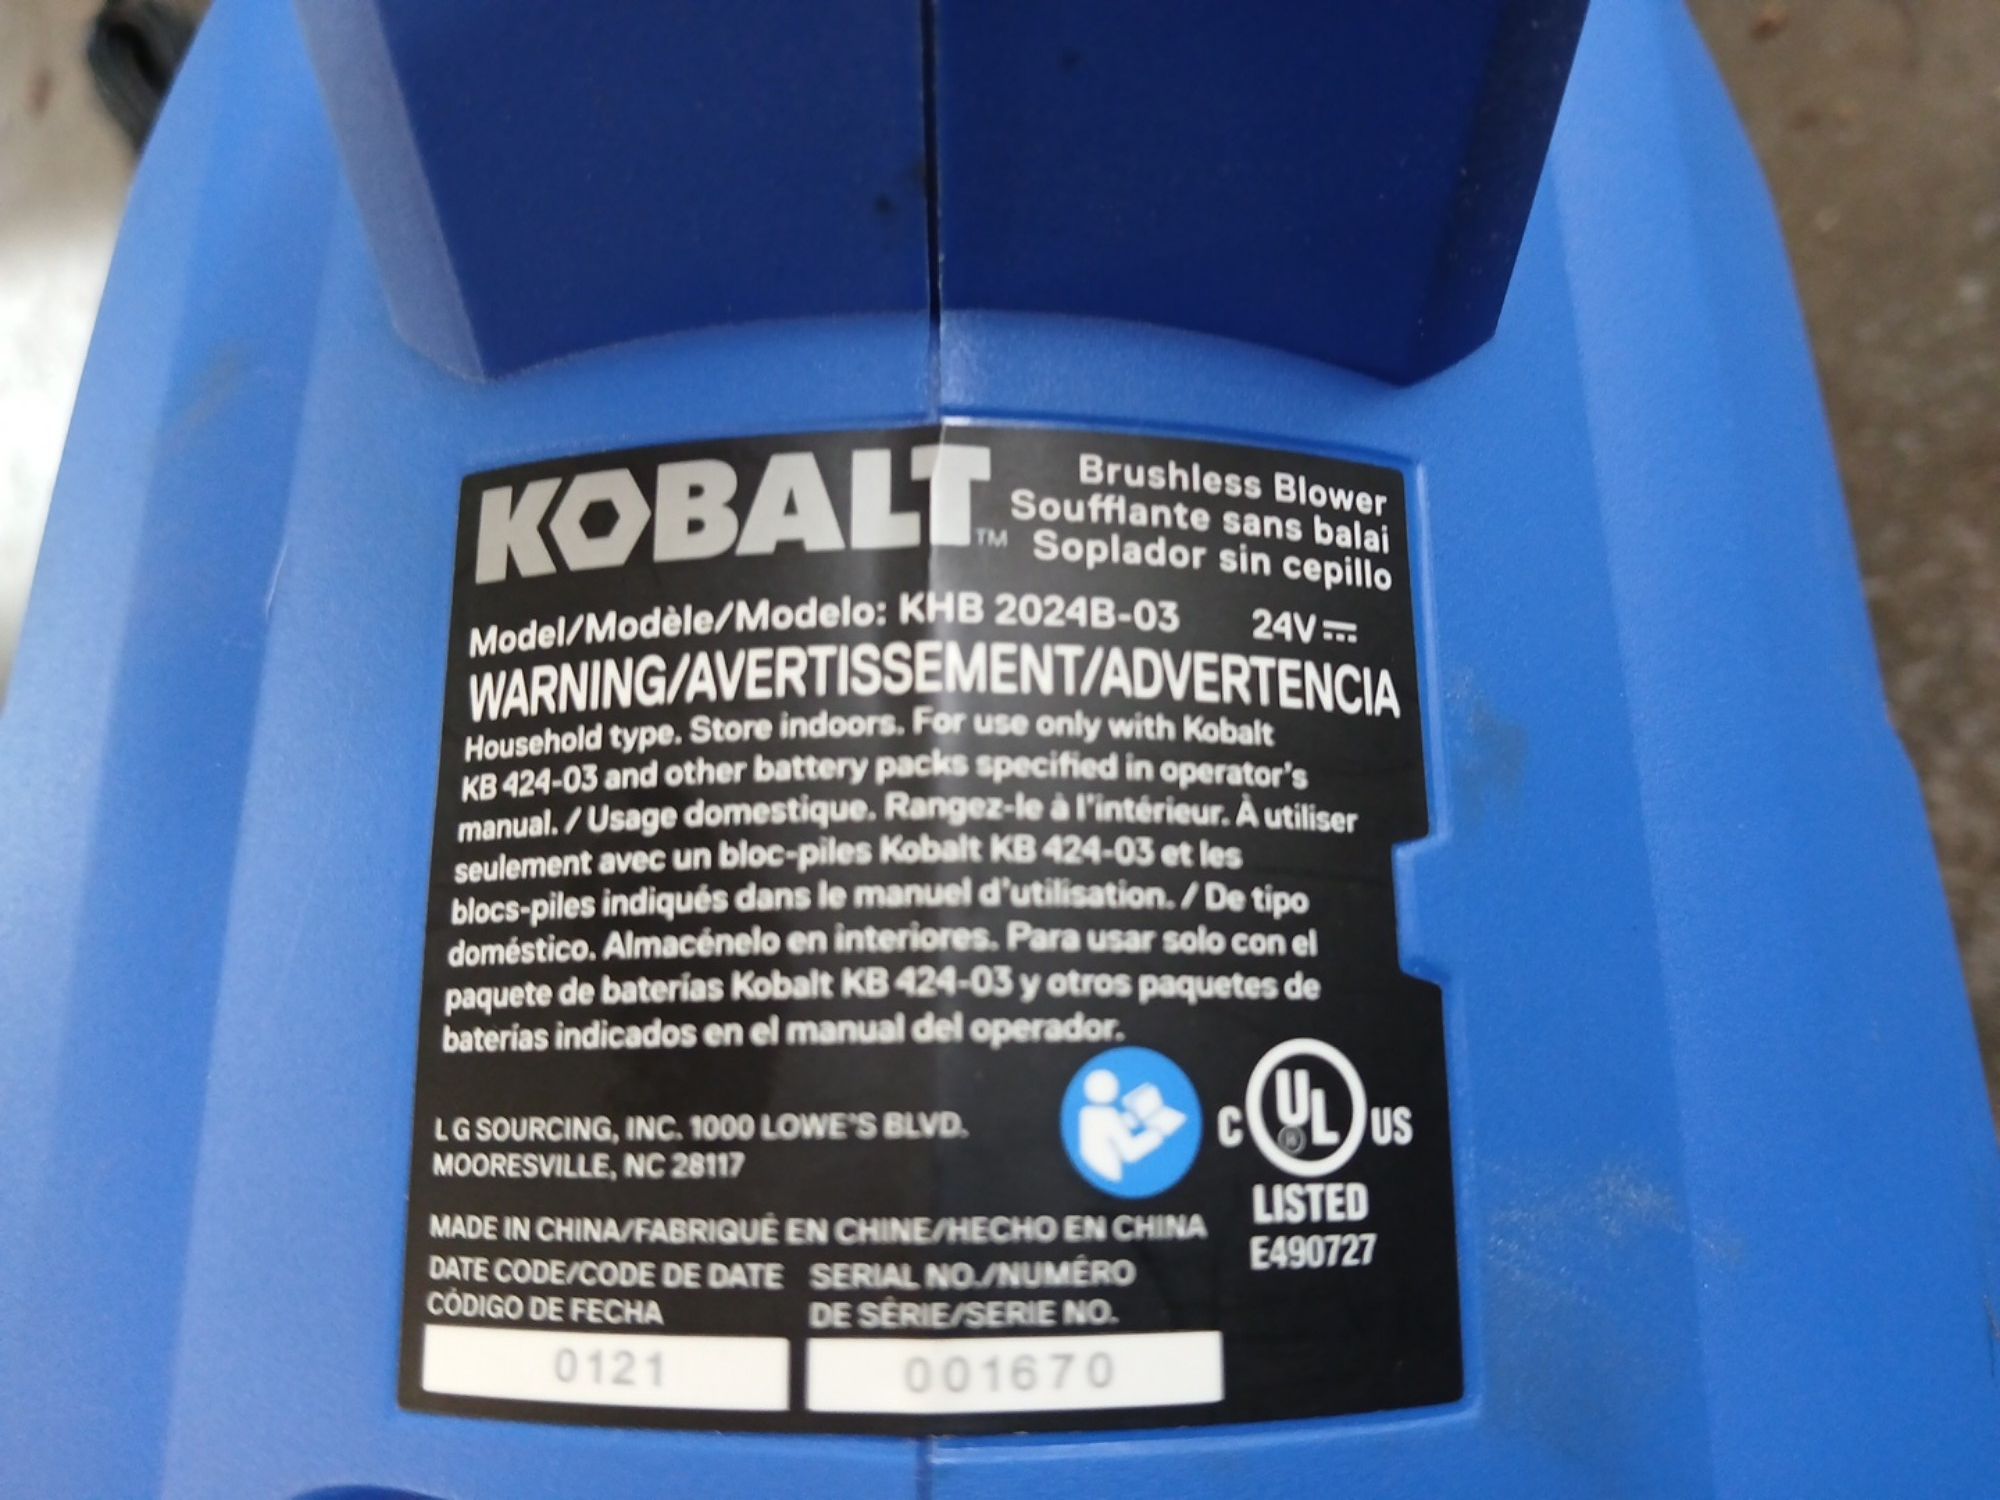 KOBALT™
Brushless Blower
Soufflante sans balai
Soplador sin cepillo
Model/Modèle/Modelo: KHB 2024B-03 24V
WARNING/AVERTISSEMENT/ADVERTENCIA
Household type. Store indoors. For use only with Kobalt
KB 424-03 and other battery packs specified in operator's
manual. / Usage domestique. Rangez-le à l'intérieur. À utiliser
seulement avec un bloc-piles Kobalt KB 424-03 et les
blocs-piles indiqués dans le manuel d'utilisation. / De tipo
doméstico. Almacénelo en interiores. Para usar solo con el
paquete de baterías Kobalt KB 424-03 y otros paquetes de
baterías indicados en el manual del operador.
L G SOURCING, INC. 1000 LOWE'S BLVD.
MOORESVILLE, NC 28117
C UL® US
LISTED
E490727
MADE IN CHINA/FABRIQUÉ EN CHINE/HECHO EN CHINA
DATE CODE/CODE DE DATE
CÓDIGO DE FECHA
0121
SERIAL NO./NUMÉRO
DE SÉRIE/SERIE NO.
001670